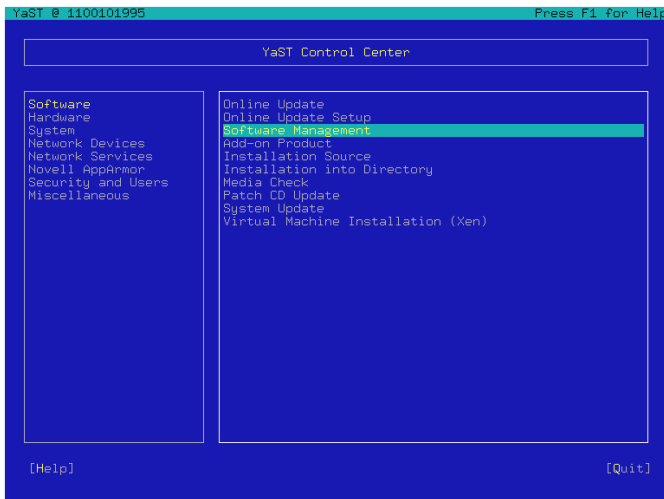 YaST @ 1100101995 Press F1 for Help
YaST Control Center
Software
Hardware
System
Network Devices
Network Services
Novell AppArmor
Security and Users
Miscellaneous
Online Update
Online Update Setup
Software Management
Add-on Product
Installation Source
Installation into Directory
Media Check
Patch CD Update
System Update
Virtual Machine Installation (Xen)
[Help] [Quit]